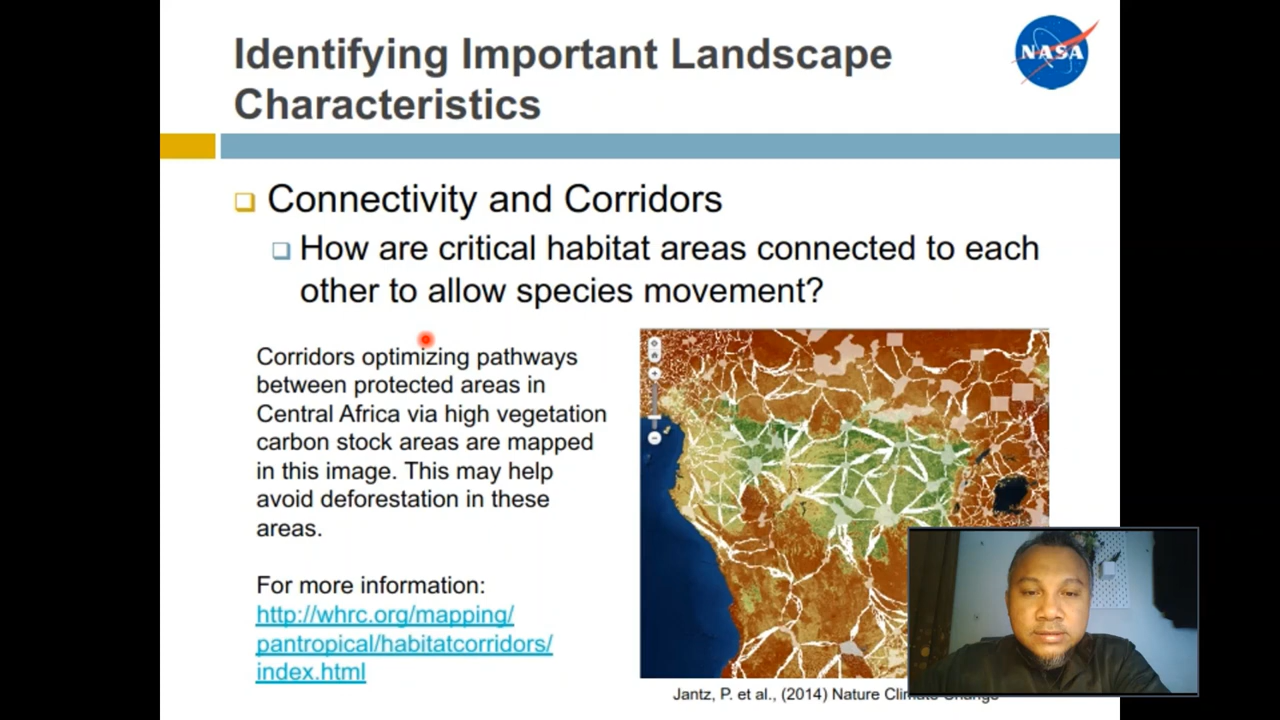 Identifying Important Landscape
Characteristics
NASA
Connectivity and Corridors
How are critical habitat areas connected to each
other to allow species movement?
Corridors optimizing pathways
between protected areas in
Central Africa via high vegetation
carbon stock areas are mapped
in this image. This may help
avoid deforestation in these
areas.
For more information:
http://whrc.org/mapping/
pantropical/habitatcorridors/
index.html
Jantz, P. et al., (2014) Nature Climate Change